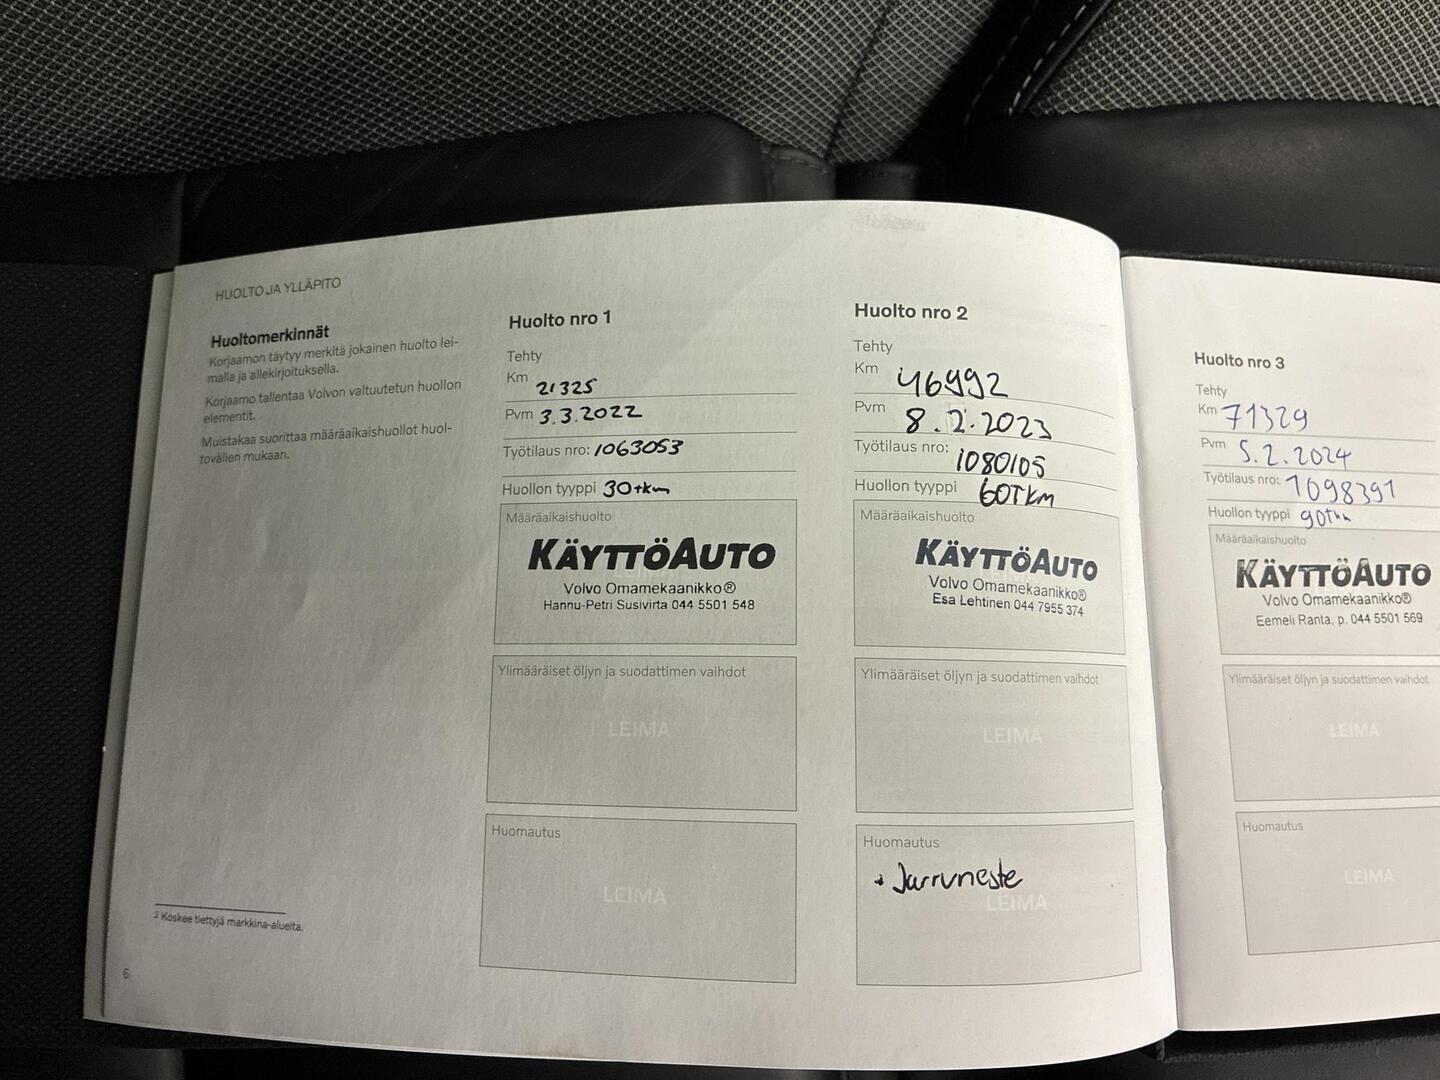 HUOLTO JA YLLÄPITO
Huoltomerkinnät
Korjaamon täytyy merkitä jokainen huolto lei-
malla ja allekirjoituksella.
Korjaamo tallentaa Volvon valtuutetun huollon
elementit.
Muistakaa suorittaa määräaikaishuollot huol-
tovälien mukaan.
2 Koskee tiettyjä markkina-alueita.
6
Huolto nro 1
Tehty
Km 21325
Pvm 3.3.2022
Työtilaus nro: 1063053
Huollon tyyppi 30tkm
Määräaikaishuolto
KÄYTTÖAUTO
Volvo Omamekaanikko®
Hannu-Petri Susivirta 044 5501 548
Ylimääräiset öljyn ja suodattimen vaihdot
LEIMA
Huomautus
LEIMA
Huolto nro 2
Tehty
Km 46992
Pvm 8.2.2023
Työtilaus nro: 1080105
Huollon tyyppi 60TKm
Määräaikaishuolto
KÄYTTÖAUTO
Volvo Omamekaanikko®
Esa Lehtinen 044 7955 374
Ylimääräiset öljyn ja suodattimen vaihdot
LEIMA
Huomautus
+ Jarruneste
LEIMA
Huolto nro 3
Tehty
Km 71329
Pvm 5.2.2024
Työtilaus nro: 1098391
Huollon tyyppi 90Tkm
Määräaikaishuolto
KÄYTTÖAUTO
Volvo Omamekaanikko®
Eemeli Ranta, p. 044 5501 569
Ylimääräiset öljyn ja suodattimen vaihdot
LEIMA
Huomautus
LEIMA